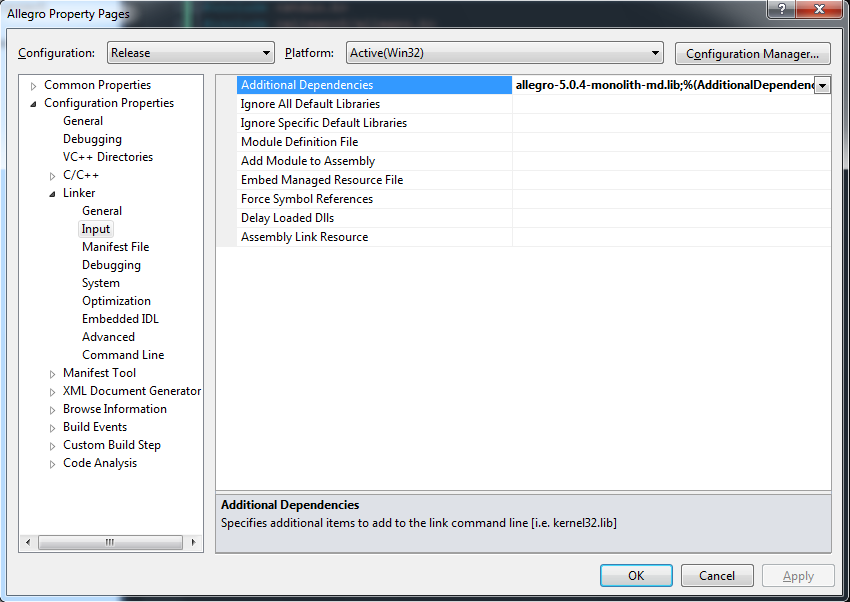 Allegro Property Pages
Configuration: Release Platform: Active(Win32) Configuration Manager...
Common Properties
Configuration Properties
General
Debugging
VC++ Directories
C/C++
Linker
General
Input
Manifest File
Debugging
System
Optimization
Embedded IDL
Advanced
Command Line
Manifest Tool
XML Document Generator
Browse Information
Build Events
Custom Build Step
Code Analysis
Additional Dependencies allegro-5.0.4-monolith-md.lib;%(AdditionalDependenc
Ignore All Default Libraries
Ignore Specific Default Libraries
Module Definition File
Add Module to Assembly
Embed Managed Resource File
Force Symbol References
Delay Loaded Dlls
Assembly Link Resource
Additional Dependencies
Specifies additional items to add to the link command line [i.e. kernel32.lib]
OK Cancel Apply